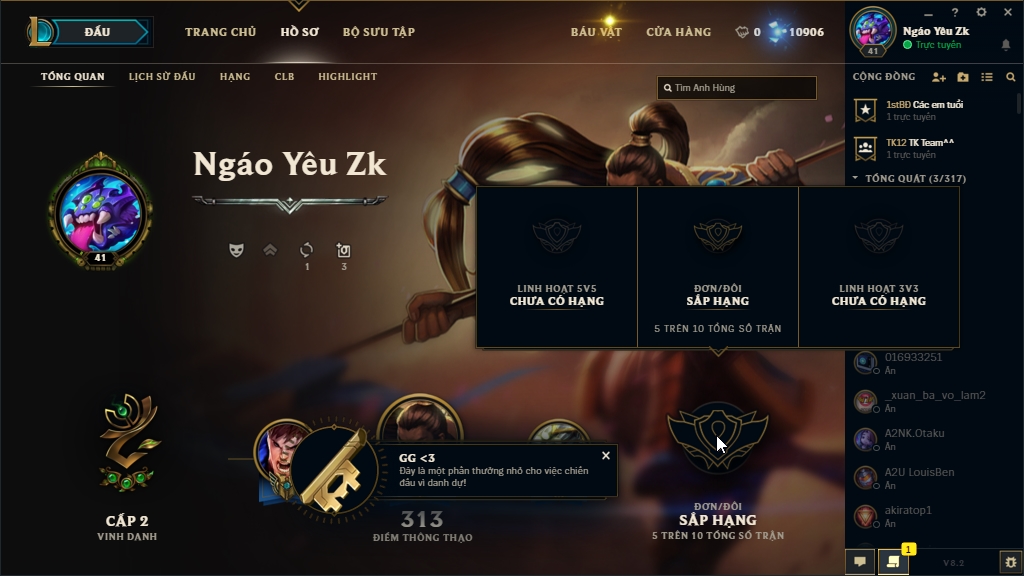 ĐẤU
TRANG CHỦ
HỒ SƠ
BỘ SƯU TẬP
BÁU VẬT
CỬA HÀNG
0
10906
41
Ngáo Yêu Zk
Trực tuyến
TỔNG QUAN
LỊCH SỬ ĐẤU
HẠNG
CLB
HIGHLIGHT
Tìm Anh Hùng
CỘNG ĐỒNG
1stBĐ Các em tuổi
1 trực tuyến
TK12 TK Team^^
1 trực tuyến
TỔNG QUÁT (3/317)
Ngáo Yêu Zk
41
1
3
LINH HOẠT 5V5
CHƯA CÓ HẠNG
ĐƠN/ĐÔI
SẮP HẠNG
5 TRÊN 10 TỔNG SỐ TRẬN
LINH HOẠT 3V3
CHƯA CÓ HẠNG
016933251
Ẩn
_xuan_ba_vo_lam2
Ẩn
A2NK.Otaku
Ẩn
A2U LouisBen
Ẩn
akiratop1
Ẩn
GG <3
Đây là một phần thưởng nhỏ cho việc chiến
đấu vì danh dự!
CẤP 2
VINH DANH
313
ĐIỂM THÔNG THẠO
ĐƠN/ĐÔI
SẮP HẠNG
5 TRÊN 10 TỔNG SỐ TRẬN
1
V8.2